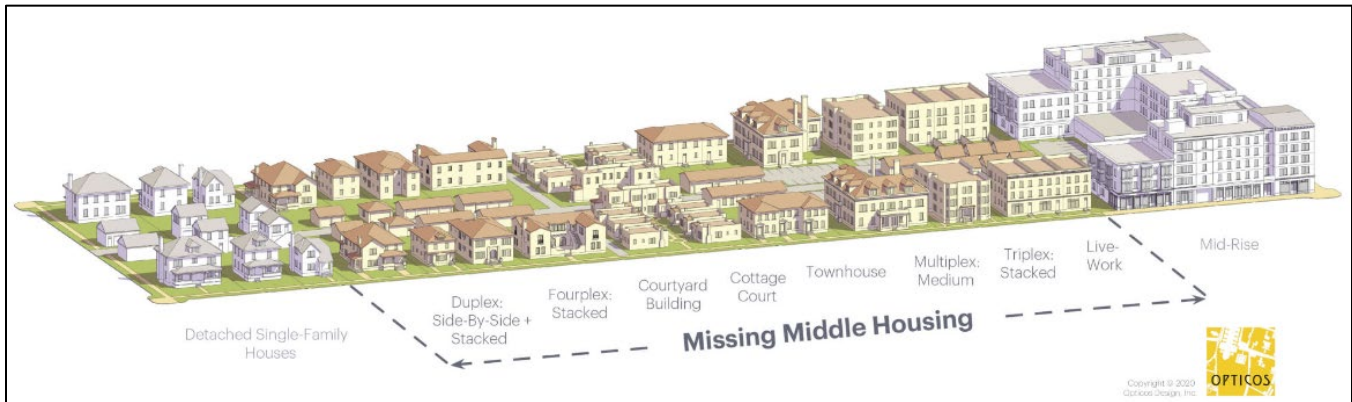 Detached Single-Family
Houses
Duplex:
Side-By-Side +
Stacked
Fourplex:
Stacked
Courtyard
Building
Cottage
Court
Townhouse
Multiplex:
Medium
Triplex:
Stacked
Live-
Work
Mid-Rise
Missing Middle Housing
Copyright © 2020
Opticos Design, Inc.
OPTICOS